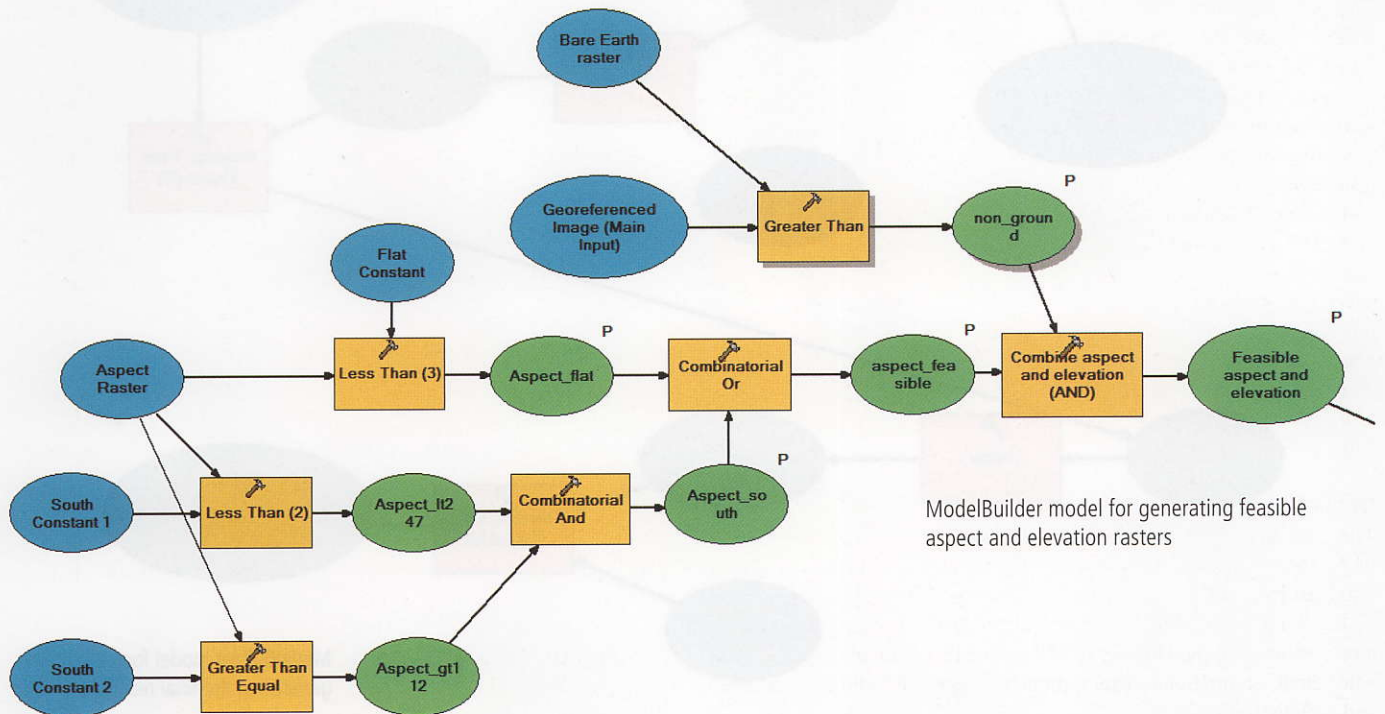 Bare Earth
raster
Georeferenced
Image (Main
Input)
Greater Than
P
non_groun
d
Flat
Constant
Aspect
Raster
Less Than (3)
P
Aspect_flat
Combinatorial
Or
P
aspect_fea
sible
Combine aspect
and elevation
(AND)
P
Feasible
aspect and
elevation
South
Constant 1
Less Than (2)
Aspect_lt2
47
Combinatorial
And
P
Aspect_so
uth
ModelBuilder model for generating feasible
aspect and elevation rasters
South
Constant 2
Greater Than
Equal
Aspect_gt1
12